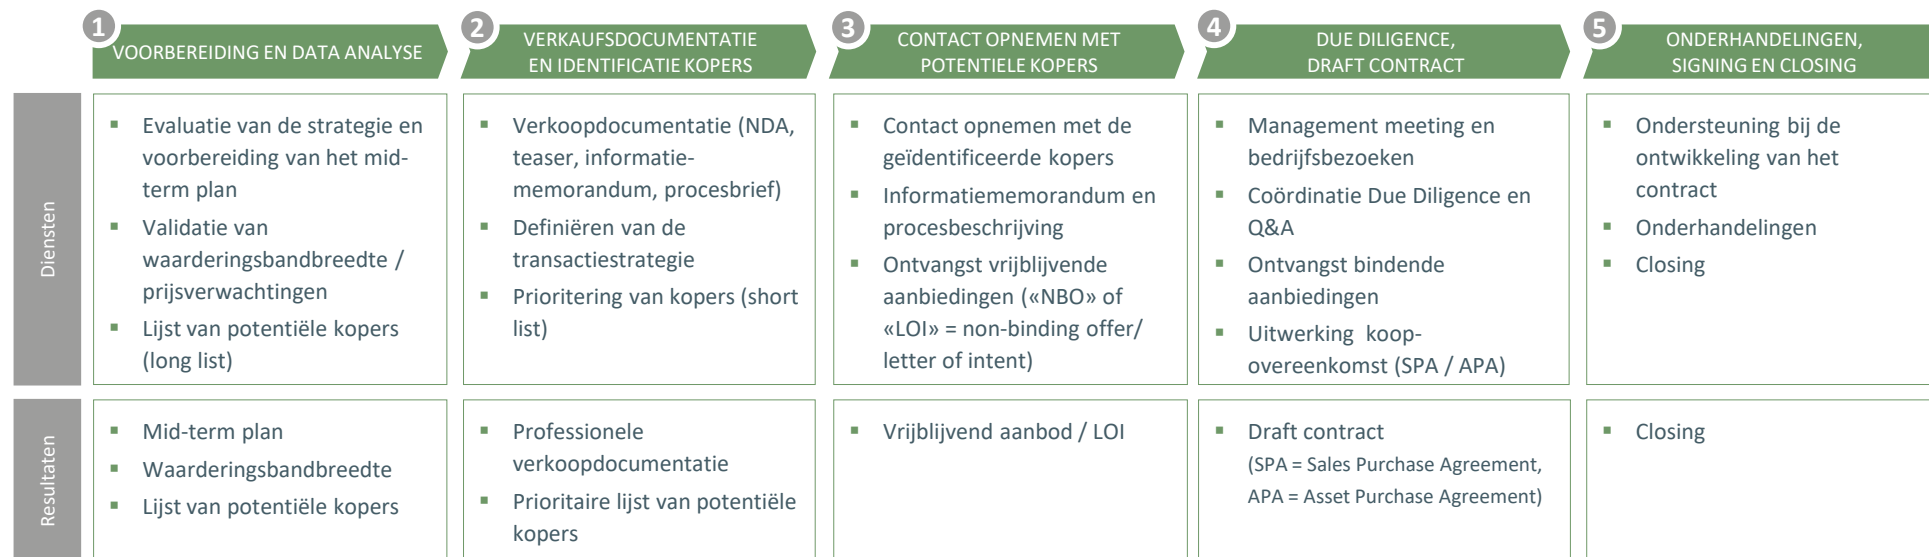 1
VOORBEREIDING EN DATA ANALYSE
2
VERKAUFSDOCUMENTATIE
EN IDENTIFICATIE KOPERS
3
CONTACT OPNEMEN MET
POTENTIELE KOPERS
4
DUE DILIGENCE,
DRAFT CONTRACT
5
ONDERHANDELINGEN,
SIGNING EN CLOSING
Diensten
▪ Evaluatie van de strategie en
voorbereiding van het mid-
term plan
▪ Validatie van
waarderingsbandbreedte /
prijsverwachtingen
▪ Lijst van potentiële kopers
(long list)
▪ Verkoopdocumentatie (NDA,
teaser, informatie-
memorandum, procesbrief)
▪ Definiëren van de
transactiestrategie
▪ Prioritering van kopers (short
list)
▪ Contact opnemen met de
geïdentificeerde kopers
▪ Informatiememorandum en
procesbeschrijving
▪ Ontvangst vrijblijvende
aanbiedingen («NBO» of
«LOI» = non-binding offer/
letter of intent)
▪ Management meeting en
bedrijfsbezoeken
▪ Coördinatie Due Diligence en
Q&A
▪ Ontvangst bindende
aanbiedingen
▪ Uitwerking koop-
overeenkomst (SPA / APA)
▪ Ondersteuning bij de
ontwikkeling van het
contract
▪ Onderhandelingen
▪ Closing
Resultaten
▪ Mid-term plan
▪ Waarderingsbandbreedte
▪ Lijst van potentiële kopers
▪ Professionele
verkoopdocumentatie
▪ Prioritaire lijst van potentiële
kopers
▪ Vrijblijvend aanbod / LOI
▪ Draft contract
(SPA = Sales Purchase Agreement,
APA = Asset Purchase Agreement)
▪ Closing